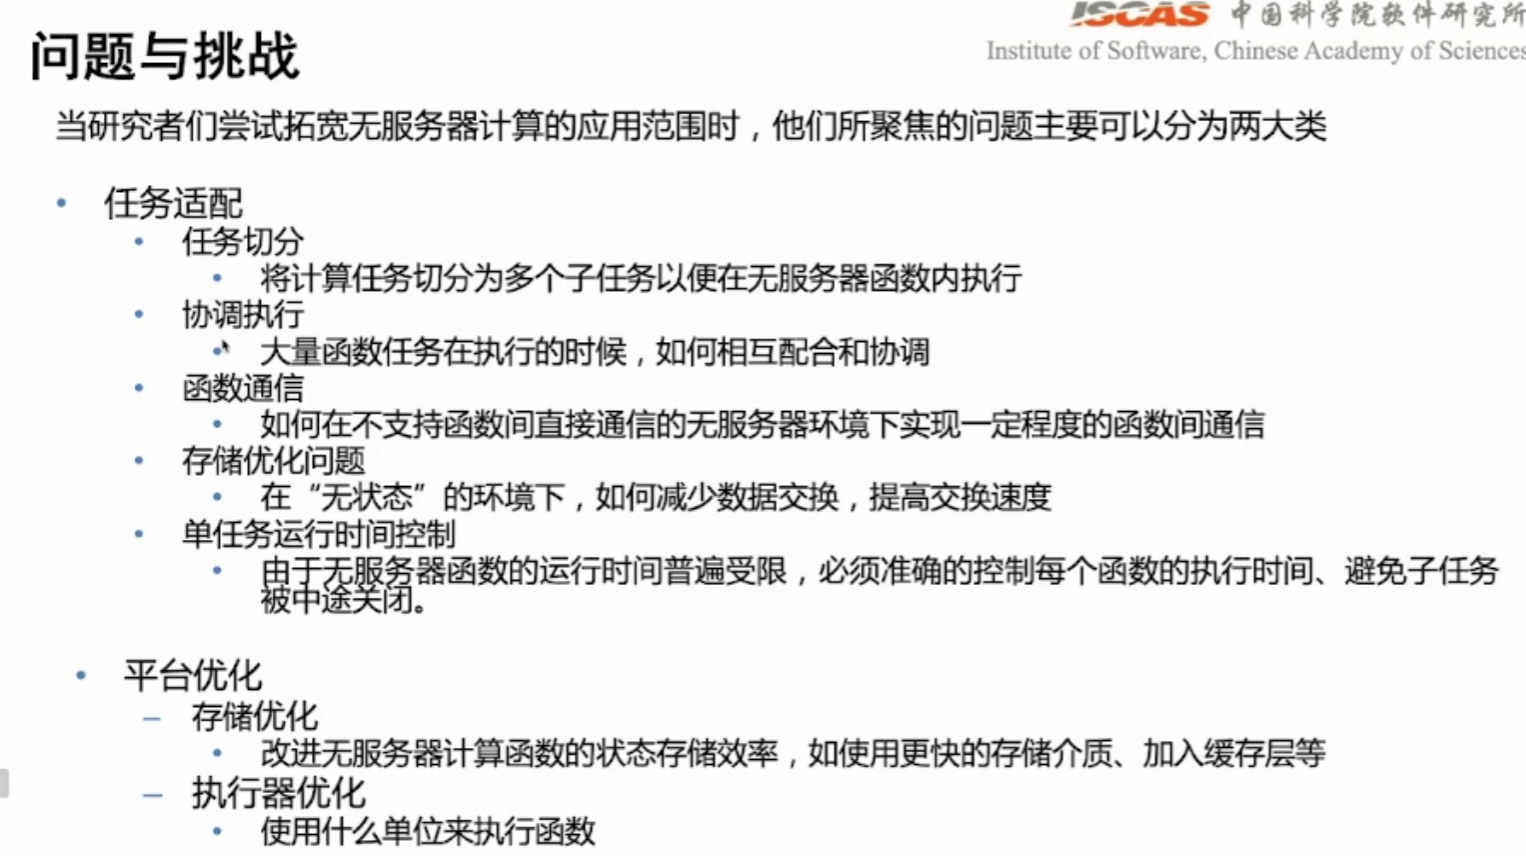 ISCAS 中国科学院软件研究所
Institute of Software, Chinese Academy of Sciences
问题与挑战
当研究者们尝试拓宽无服务器计算的应用范围时，他们所聚焦的问题主要可以分为两大类
• 任务适配
• 任务切分
• 将计算任务切分为多个子任务以便在无服务器函数内执行
• 协调执行
• 大量函数任务在执行的时候，如何相互配合和协调
• 函数通信
• 如何在不支持函数间直接通信的无服务器环境下实现一定程度的函数间通信
• 存储优化问题
• 在“无状态”的环境下，如何减少数据交换，提高交换速度
• 单任务运行时间控制
• 由于无服务器函数的运行时间普遍受限，必须准确的控制每个函数的执行时间、避免子任务
被中途关闭。
• 平台优化
– 存储优化
• 改进无服务器计算函数的状态存储效率，如使用更快的存储介质、加入缓存层等
– 执行器优化
• 使用什么单位来执行函数